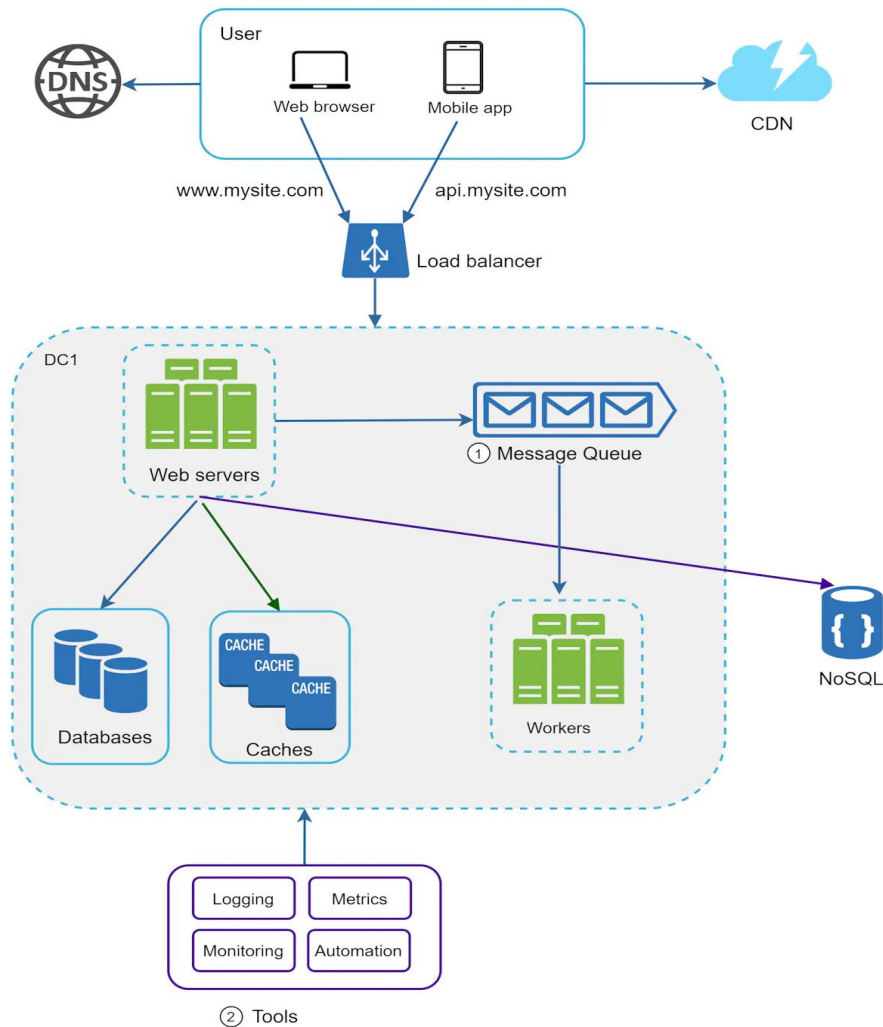 User
DNS
Web browser
Mobile app
CDN
www.mysite.com
api.mysite.com
Load balancer
DC1
Web servers
1 Message Queue
CACHE
CACHE
CACHE
Databases
Caches
Workers
{ }
NoSQL
Logging
Metrics
Monitoring
Automation
2 Tools